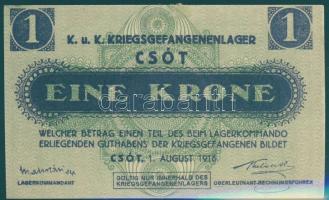 1 1
K. u. K. KRIEGSGEFANGENENLAGER
CSÓT
EINE KRONE
WELCHER BETRAG EINEN TEIL DES BEIM LAGERKOMMANDO
ERLIEGENDEN GUTHABENS DER KRIEGSGEFANGENEN BILDET
CSÓT, 1. AUGUST 1916
LAGERKOMMANDANT
GÜLTIG NUR INNERHALB DES
KRIEGSGEFANGENENLAGERS
OBERLEUTNANT-RECHNUNGSFÜHRER
darabanth